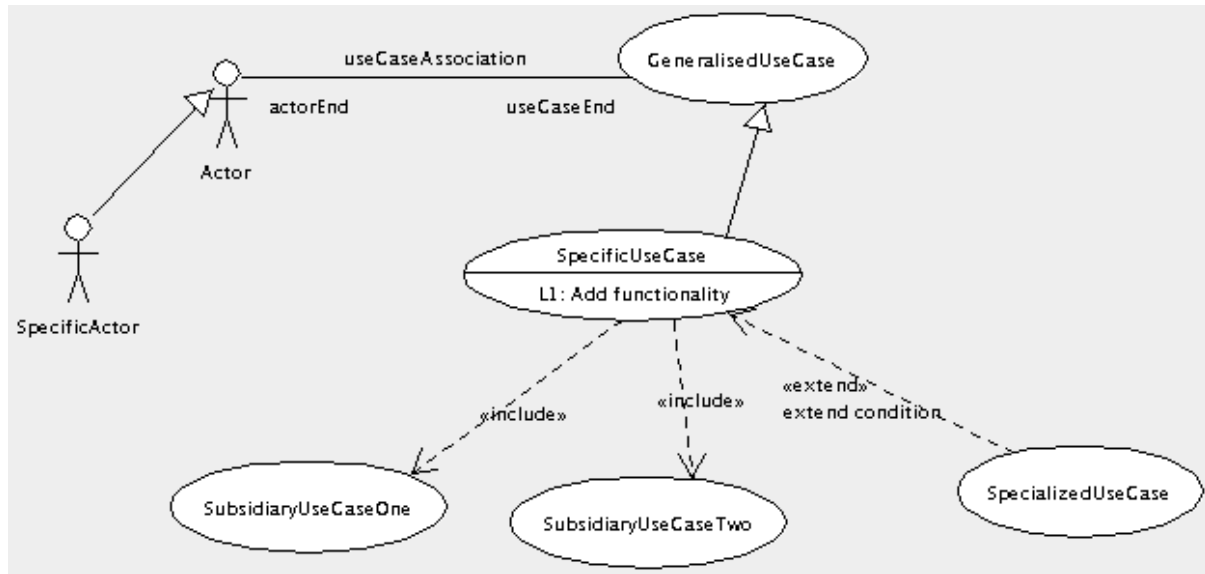 useCaseAssociation
GeneralisedUseCase
actorEnd
useCaseEnd
Actor
SpecificUseCase
L1: Add functionality
SpecificActor
«include»
«include»
«extend»
extend condition
SubsidiaryUseCaseOne
SubsidiaryUseCaseTwo
SpecializedUseCase